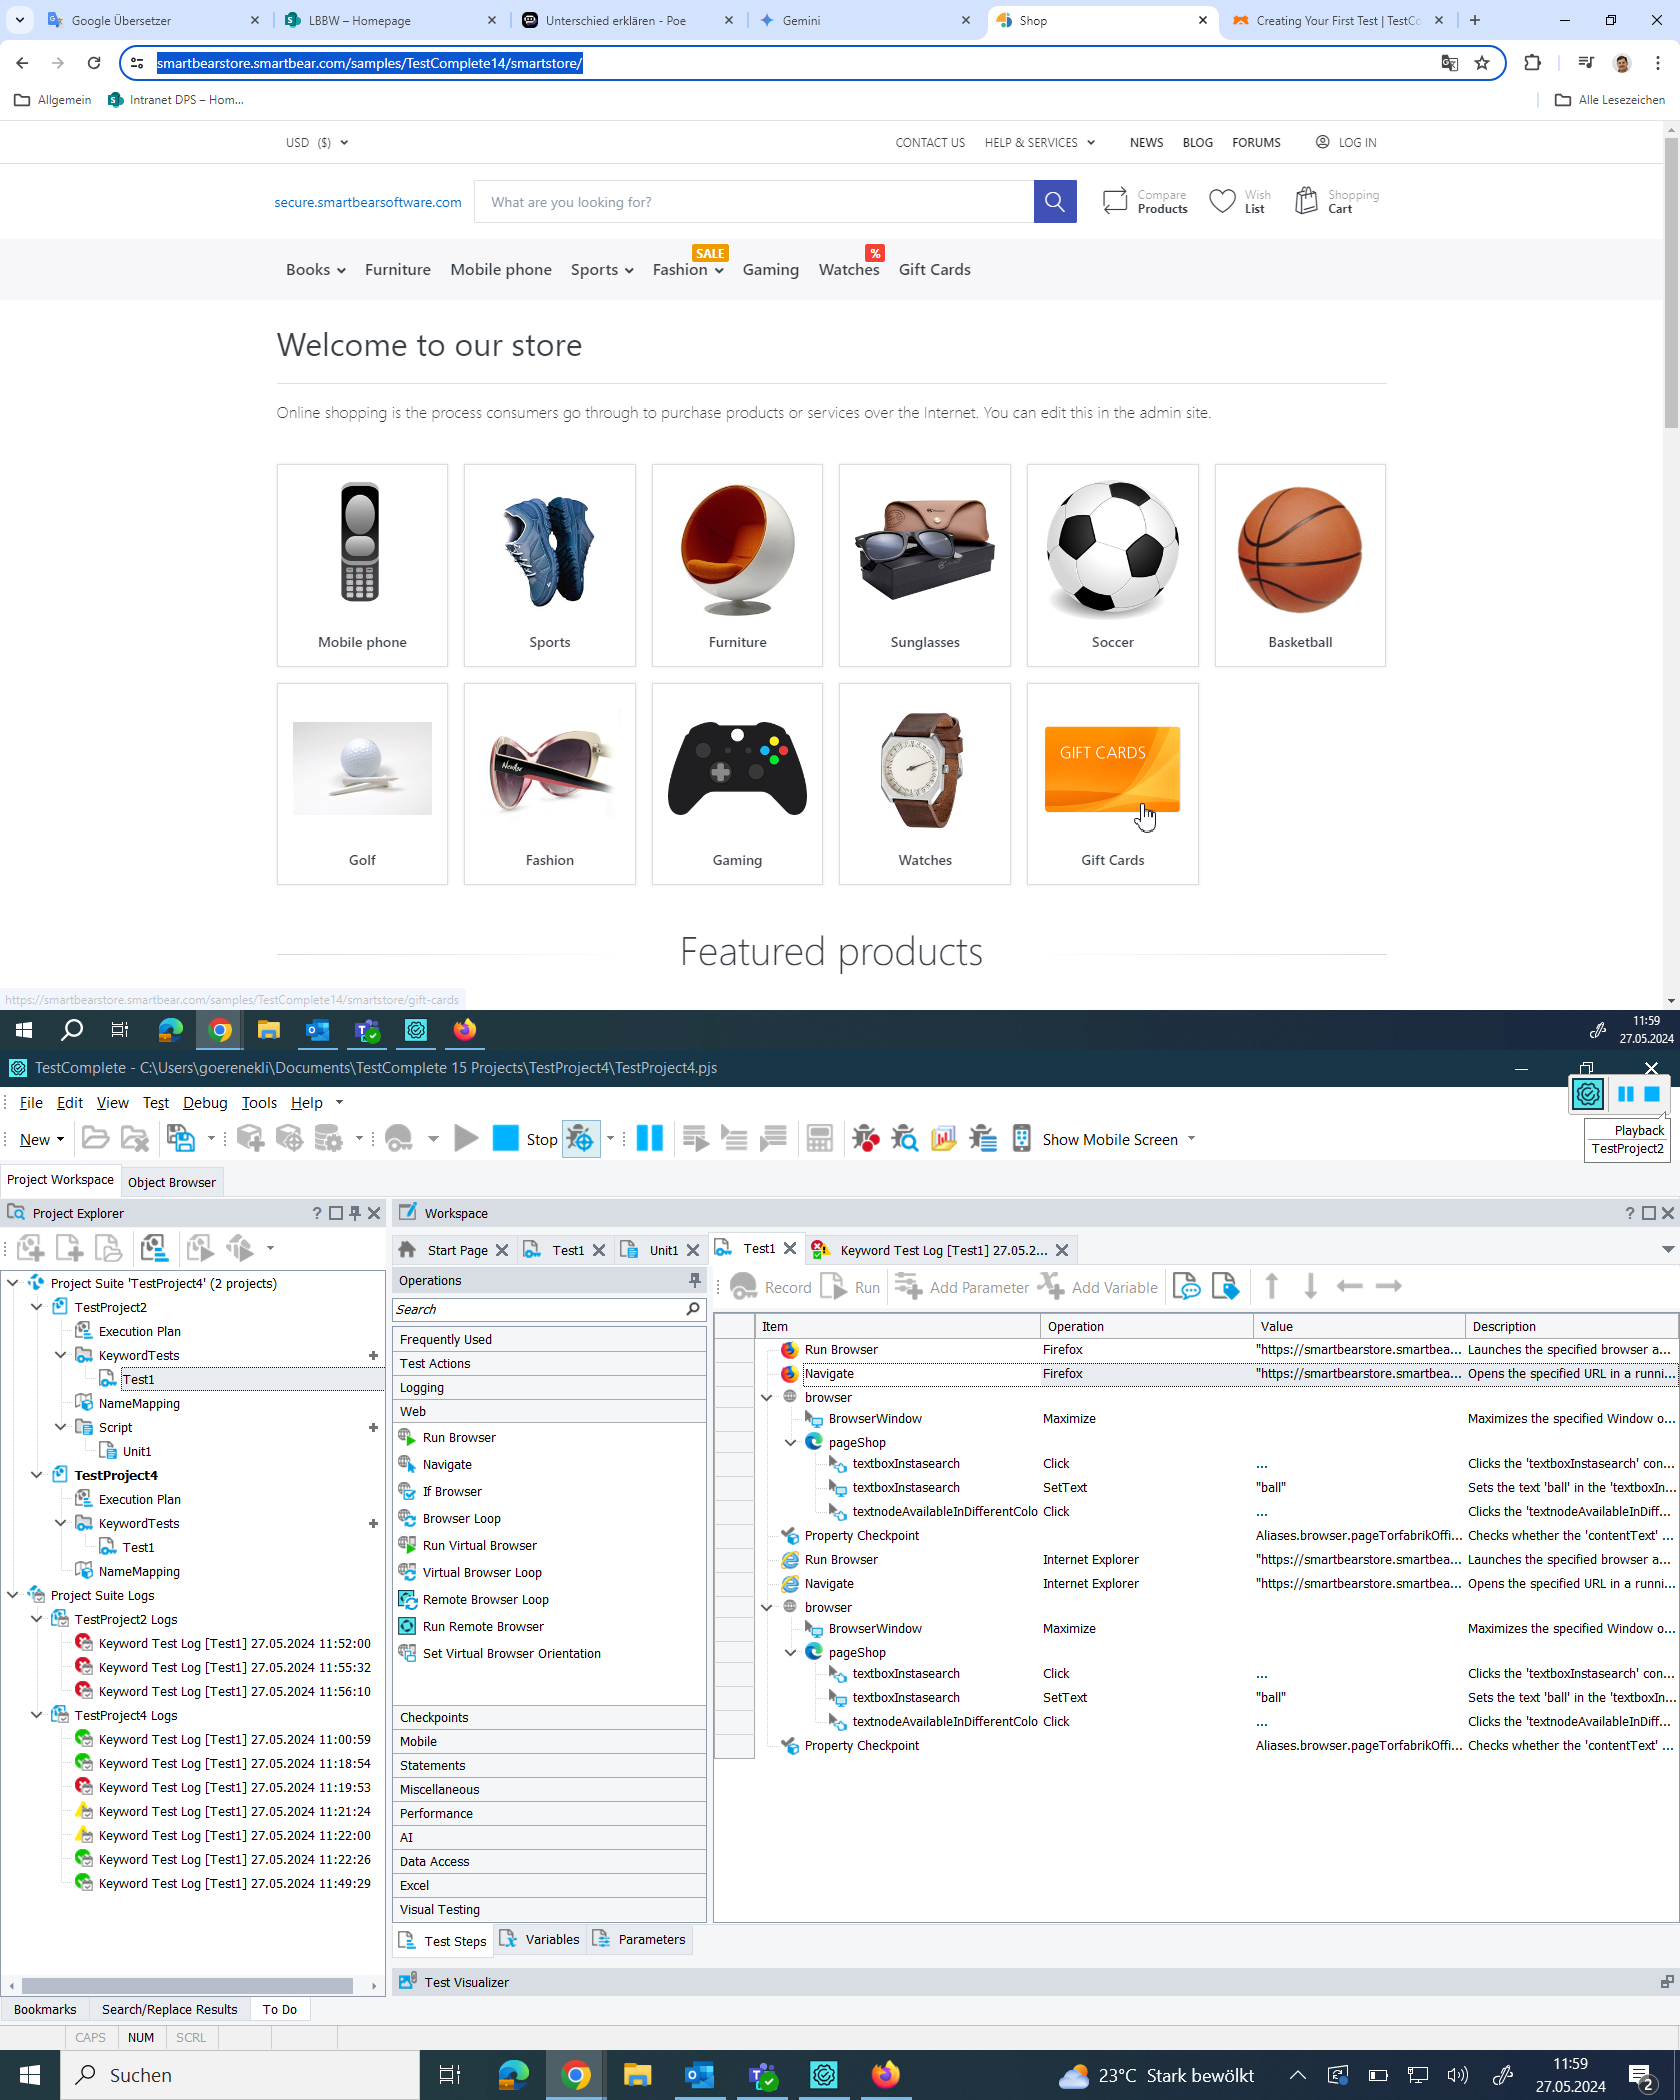 Google Übersetzer
LBBW – Homepage
Unterschied erklären - Poe
Gemini
Shop
Creating Your First Test | TestCo
smartbearstore.smartbear.com/samples/TestComplete14/smartstore/
Allgemein
Intranet DPS – Hom...
Alle Lesezeichen
USD ($)
CONTACT US
HELP & SERVICES
NEWS
BLOG
FORUMS
LOG IN
secure.smartbearsoftware.com
What are you looking for?
Compare
Products
Wish
List
Shopping
Cart
SALE
%
Books
Furniture
Mobile phone
Sports
Fashion
Gaming
Watches
Gift Cards
Welcome to our store
Online shopping is the process consumers go through to purchase products or services over the Internet. You can edit this in the admin site.
Mobile phone
Sports
Furniture
Sunglasses
Soccer
Basketball
GIFT CARDS
Golf
Fashion
Gaming
Watches
Gift Cards
Featured products
https://smartbearstore.smartbear.com/samples/TestComplete14/smartstore/gift-cards
11:59
27.05.2024
TestComplete - C:\Users\goerenekli\Documents\TestComplete 15 Projects\TestProject4\TestProject4.pjs
File Edit View Test Debug Tools Help
New
Stop
Show Mobile Screen
Playback
TestProject2
Project Workspace
Object Browser
Project Explorer
Workspace
Start Page
Test1
Unit1
Test1
Keyword Test Log [Test1] 27.05.2...
Project Suite 'TestProject4' (2 projects)
TestProject2
Execution Plan
KeywordTests
Test1
NameMapping
Script
Unit1
TestProject4
Execution Plan
KeywordTests
Test1
NameMapping
Project Suite Logs
TestProject2 Logs
Keyword Test Log [Test1] 27.05.2024 11:52:00
Keyword Test Log [Test1] 27.05.2024 11:55:32
Keyword Test Log [Test1] 27.05.2024 11:56:10
TestProject4 Logs
Keyword Test Log [Test1] 27.05.2024 11:00:59
Keyword Test Log [Test1] 27.05.2024 11:18:54
Keyword Test Log [Test1] 27.05.2024 11:19:53
Keyword Test Log [Test1] 27.05.2024 11:21:24
Keyword Test Log [Test1] 27.05.2024 11:22:00
Keyword Test Log [Test1] 27.05.2024 11:22:26
Keyword Test Log [Test1] 27.05.2024 11:49:29
Operations
Search
Frequently Used
Test Actions
Logging
Web
Run Browser
Navigate
If Browser
Browser Loop
Run Virtual Browser
Virtual Browser Loop
Remote Browser Loop
Run Remote Browser
Set Virtual Browser Orientation
Checkpoints
Mobile
Statements
Miscellaneous
Performance
AI
Data Access
Excel
Visual Testing
Record
Run
Add Parameter
Add Variable
Item Operation Value Description
Run Browser Firefox "https://smartbearstore.smartbea... Launches the specified browser a...
Navigate Firefox "https://smartbearstore.smartbea... Opens the specified URL in a runni...
browser
BrowserWindow Maximize Maximizes the specified Window o...
pageShop
textboxInstasearch Click ... Clicks the 'textboxInstasearch' con...
textboxInstasearch SetText "ball" Sets the text 'ball' in the 'textboxIn...
textnodeAvailableInDifferentColo Click ... Clicks the 'textnodeAvailableInDiff...
Property Checkpoint Aliases.browser.pageTorfabrikOffi... Checks whether the 'contentText' ...
Run Browser Internet Explorer "https://smartbearstore.smartbea... Launches the specified browser a...
Navigate Internet Explorer "https://smartbearstore.smartbea... Opens the specified URL in a runni...
browser
BrowserWindow Maximize Maximizes the specified Window o...
pageShop
textboxInstasearch Click ... Clicks the 'textboxInstasearch' con...
textboxInstasearch SetText "ball" Sets the text 'ball' in the 'textboxIn...
textnodeAvailableInDifferentColo Click ... Clicks the 'textnodeAvailableInDiff...
Property Checkpoint Aliases.browser.pageTorfabrikOffi... Checks whether the 'contentText' ...
Test Steps
Variables
Parameters
Test Visualizer
Bookmarks
Search/Replace Results
To Do
CAPS
NUM
SCRL
Suchen
23°C Stark bewölkt
11:59
27.05.2024
2